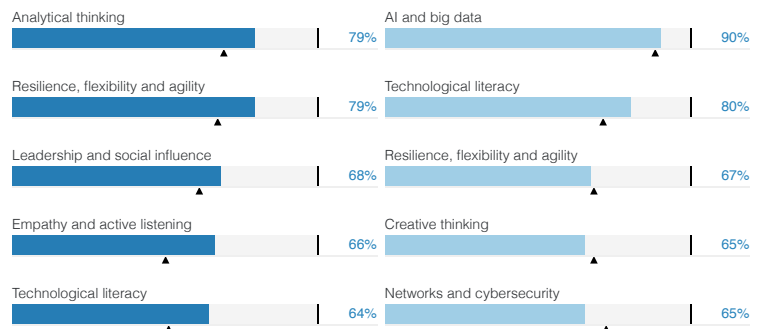 Analytical thinking
79%
Resilience, flexibility and agility
79%
Leadership and social influence
68%
Empathy and active listening
66%
Technological literacy
64%
AI and big data
90%
Technological literacy
80%
Resilience, flexibility and agility
67%
Creative thinking
65%
Networks and cybersecurity
65%